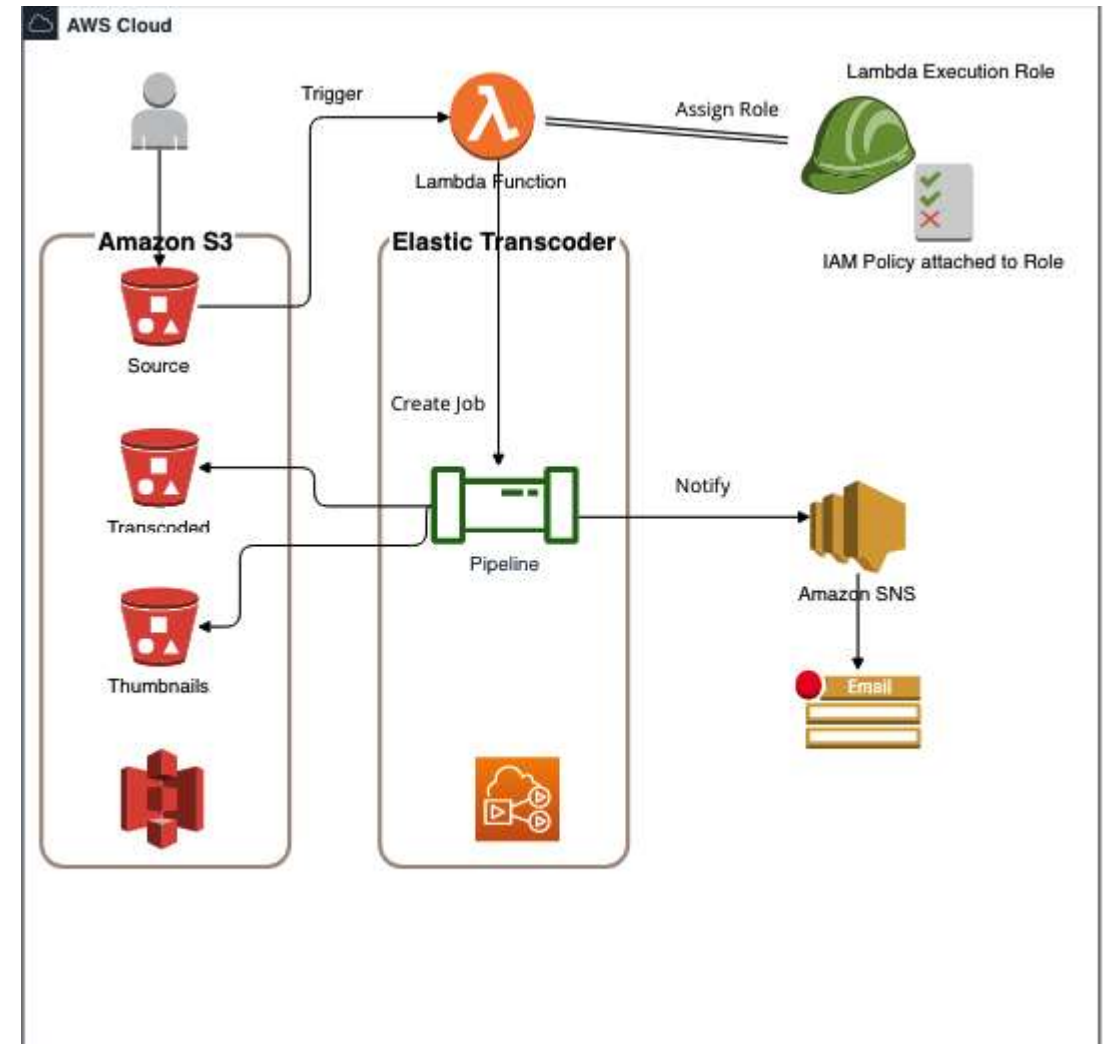 AWS Cloud
Lambda Execution Role
Trigger
Assign Role
Lambda Function
Amazon S3
Elastic Transcoder
IAM Policy attached to Role
Source
Create Job
Notify
Transcoded
Pipeline
Amazon SNS
Thumbnails
Email